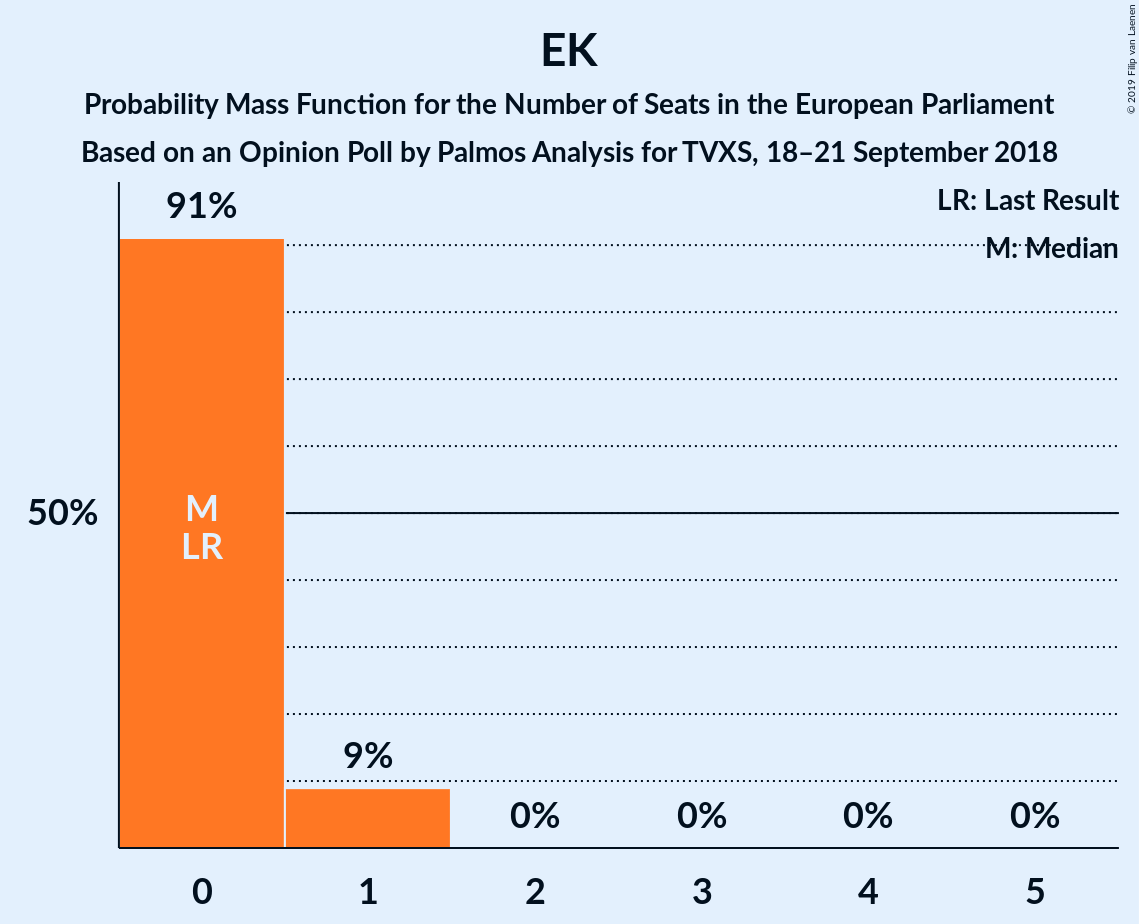 EK
Probability Mass Function for the Number of Seats in the European Parliament
Based on an Opinion Poll by Palmos Analysis for TVXS, 18–21 September 2018
© 2019 Filip van Laenen
LR: Last Result
M: Median
91%
50%
M
LR
9%
0%
0%
0%
0%
0
1
2
3
4
5